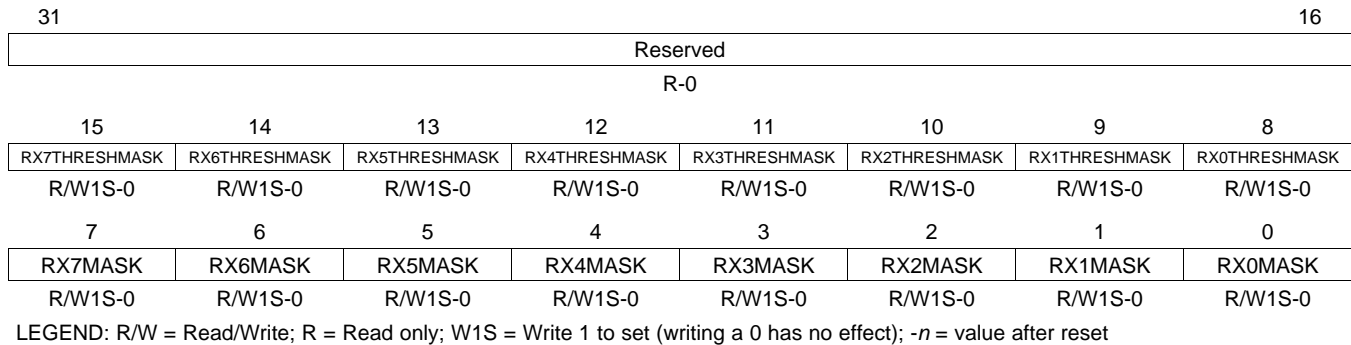 31 16
Reserved
R-0
15 14 13 12 11 10 9 8
RX7THRESHMASK RX6THRESHMASK RX5THRESHMASK RX4THRESHMASK RX3THRESHMASK RX2THRESHMASK RX1THRESHMASK RX0THRESHMASK
R/W1S-0 R/W1S-0 R/W1S-0 R/W1S-0 R/W1S-0 R/W1S-0 R/W1S-0 R/W1S-0
7 6 5 4 3 2 1 0
RX7MASK RX6MASK RX5MASK RX4MASK RX3MASK RX2MASK RX1MASK RX0MASK
R/W1S-0 R/W1S-0 R/W1S-0 R/W1S-0 R/W1S-0 R/W1S-0 R/W1S-0 R/W1S-0
LEGEND: R/W = Read/Write; R = Read only; W1S = Write 1 to set (writing a 0 has no effect); -n = value after reset